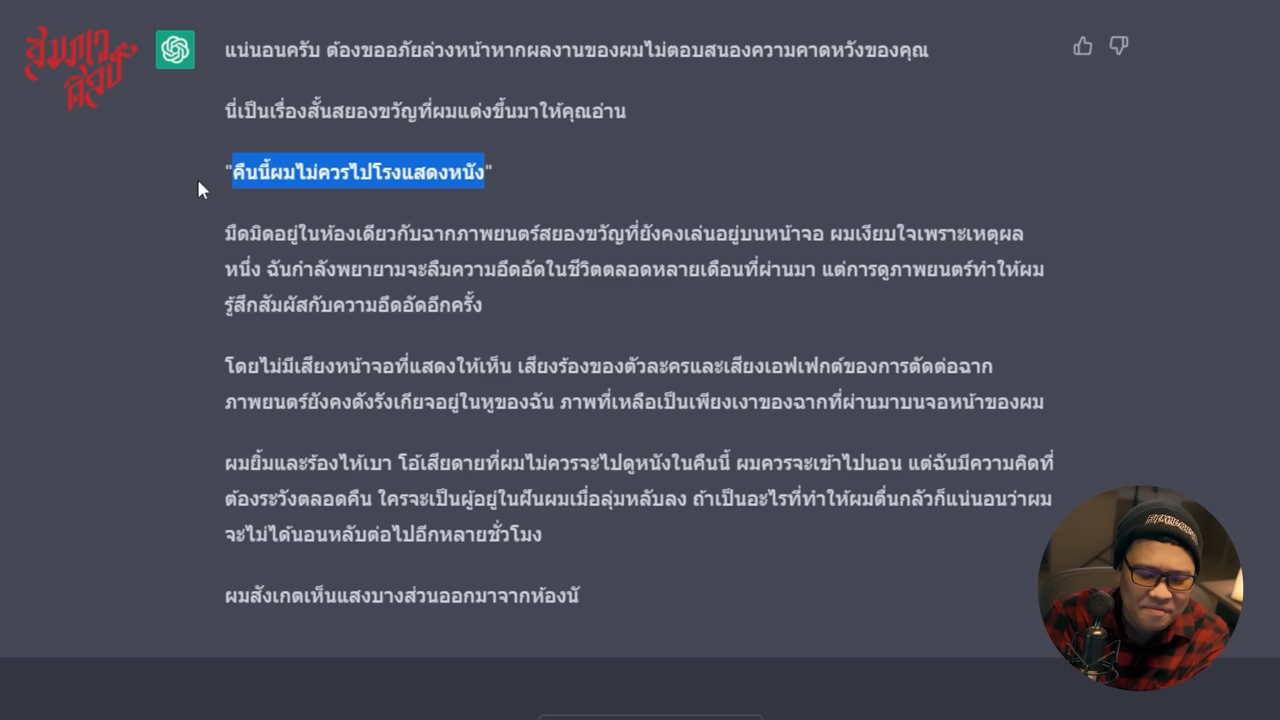 สัมภเวศิลป์
แน่นอนครับ ต้องขออภัยล่วงหน้าหากผลงานของผมไม่ตอบสนองความคาดหวังของคุณ
นี่เป็นเรื่องสั้นสยองขวัญที่ผมแต่งขึ้นมาให้คุณอ่าน
"คืนนี้ผมไม่ควรไปโรงแสดงหนัง"
มืดมิดอยู่ในห้องเดียวกับฉากภาพยนตร์สยองขวัญที่ยังคงเล่นอยู่บนหน้าจอ ผมเงียบใจเพราะเหตุผล
หนึ่ง ฉันกำลังพยายามจะลืมความอึดอัดในชีวิตตลอดหลายเดือนที่ผ่านมา แต่การดูภาพยนตร์ทำให้ผม
รู้สึกสัมผัสกับความอึดอัดอีกครั้ง
โดยไม่มีเสียงหน้าจอที่แสดงให้เห็น เสียงร้องของตัวละครและเสียงเอฟเฟกต์ของการตัดต่อฉาก
ภาพยนตร์ยังคงดังรังเกียจอยู่ในหูของฉัน ภาพที่เหลือเป็นเพียงเงาของฉากที่ผ่านมาบนจอหน้าของผม
ผมยิ้มและร้องไห้เบา โอ้เสียดายที่ผมไม่ควรจะไปดูหนังในคืนนี้ ผมควรจะเข้าไปนอน แต่ฉันมีความคิดที่
ต้องระวังตลอดคืน ใครจะเป็นผู้อยู่ในฝันผมเมื่อลุ่มหลับลง ถ้าเป็นอะไรที่ทำให้ผมตื่นกลัวก็แน่นอนว่าผม
จะไม่ได้นอนหลับต่อไปอีกหลายชั่วโมง
ผมสังเกตเห็นแสงบางส่วนออกมาจากห้องนั